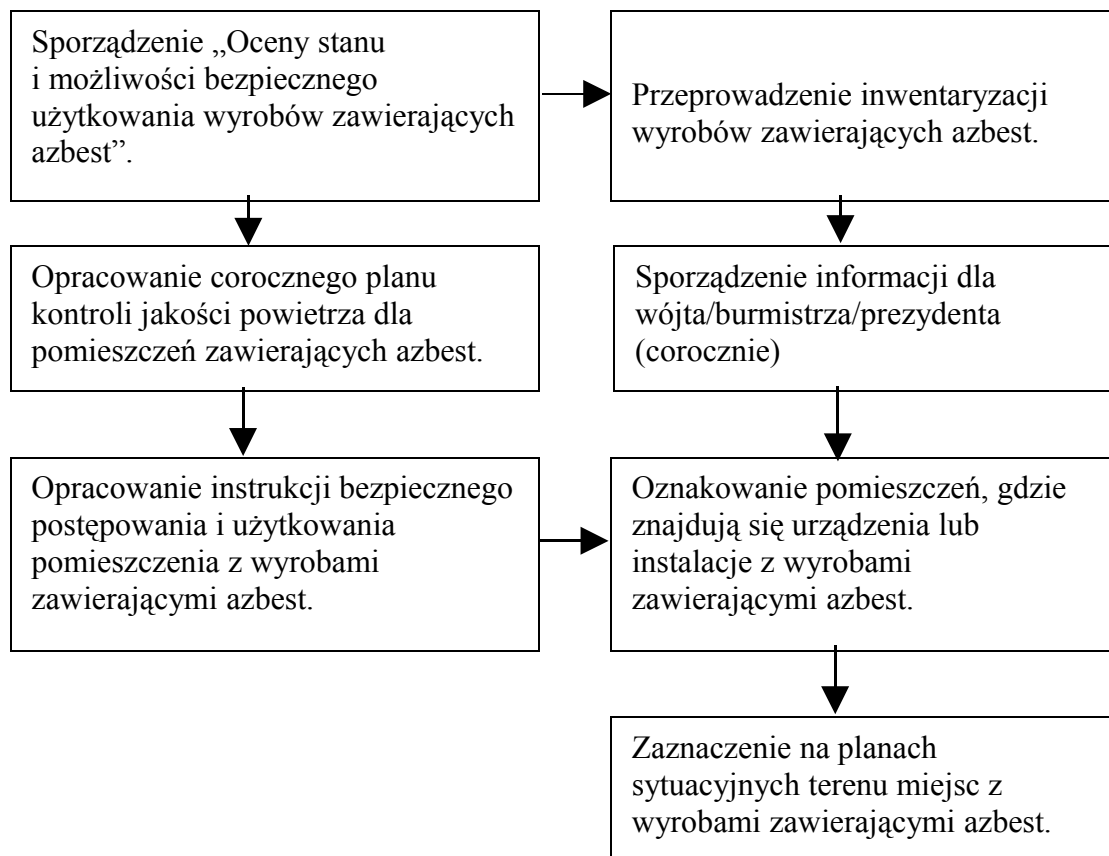 Sporządzenie „Oceny stanu
i możliwości bezpiecznego
użytkowania wyrobów zawierających
azbest”.
Przeprowadzenie inwentaryzacji
wyrobów zawierających azbest.
Opracowanie corocznego planu
kontroli jakości powietrza dla
pomieszczeń zawierających azbest.
Sporządzenie informacji dla
wójta/burmistrza/prezydenta
(corocznie)
Opracowanie instrukcji bezpiecznego
postępowania i użytkowania
pomieszczenia z wyrobami
zawierającymi azbest.
Oznakowanie pomieszczeń, gdzie
znajdują się urządzenia lub
instalacje z wyrobami
zawierającymi azbest.
Zaznaczenie na planach
sytuacyjnych terenu miejsc z
wyrobami zawierającymi azbest.